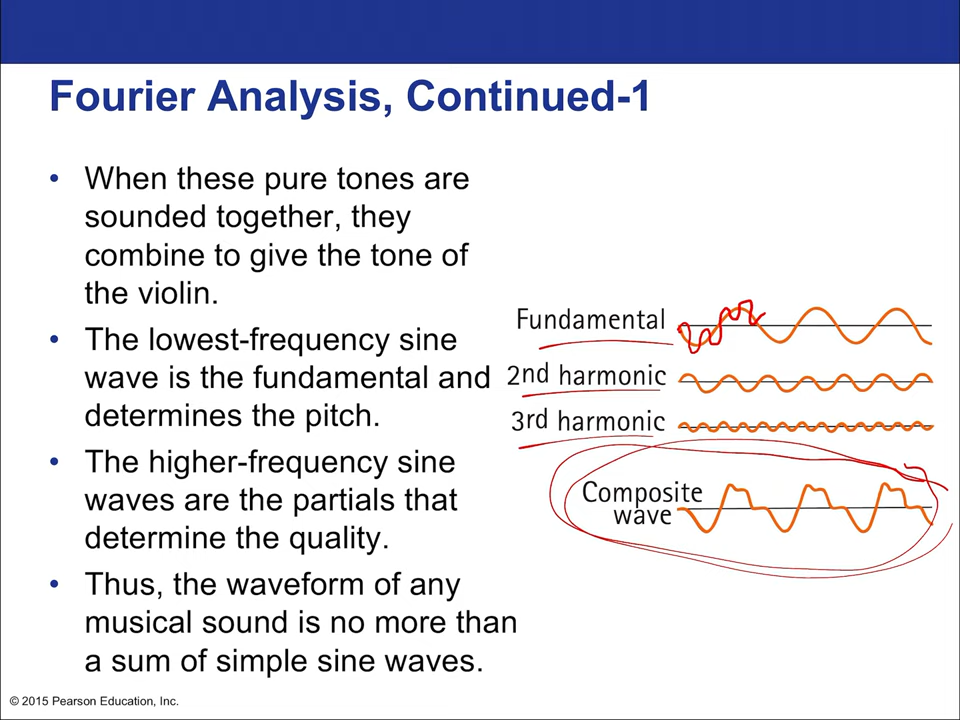 Fourier Analysis, Continued-1
• When these pure tones are
sounded together, they
combine to give the tone of
the violin.
• The lowest-frequency sine
wave is the fundamental and
determines the pitch.
• The higher-frequency sine
waves are the partials that
determine the quality.
• Thus, the waveform of any
musical sound is no more than
a sum of simple sine waves.
Fundamental
2nd harmonic
3rd harmonic
Composite
wave
© 2015 Pearson Education, Inc.